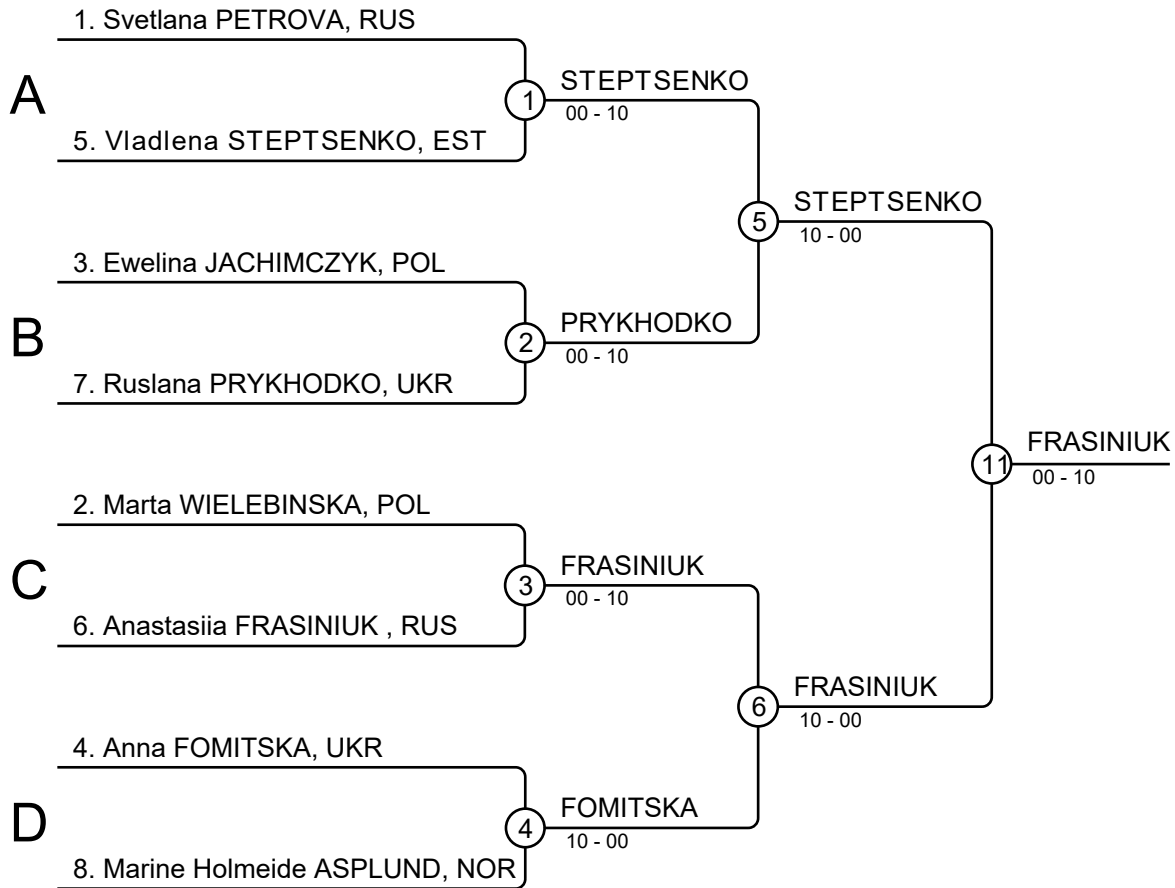 1. Svetlana PETROVA, RUS
A
1
STEPTSENKO
00 - 10
5. Vladlena STEPTSENKO, EST
5
STEPTSENKO
10 - 00
3. Ewelina JACHIMCZYK, POL
B
2
PRYKHODKO
00 - 10
7. Ruslana PRYKHODKO, UKR
11
FRASINIUK
00 - 10
2. Marta WIELEBINSKA, POL
C
3
FRASINIUK
00 - 10
6. Anastasiia FRASINIUK , RUS
6
FRASINIUK
10 - 00
4. Anna FOMITSKA, UKR
D
4
FOMITSKA
10 - 00
8. Marine Holmeide ASPLUND, NOR